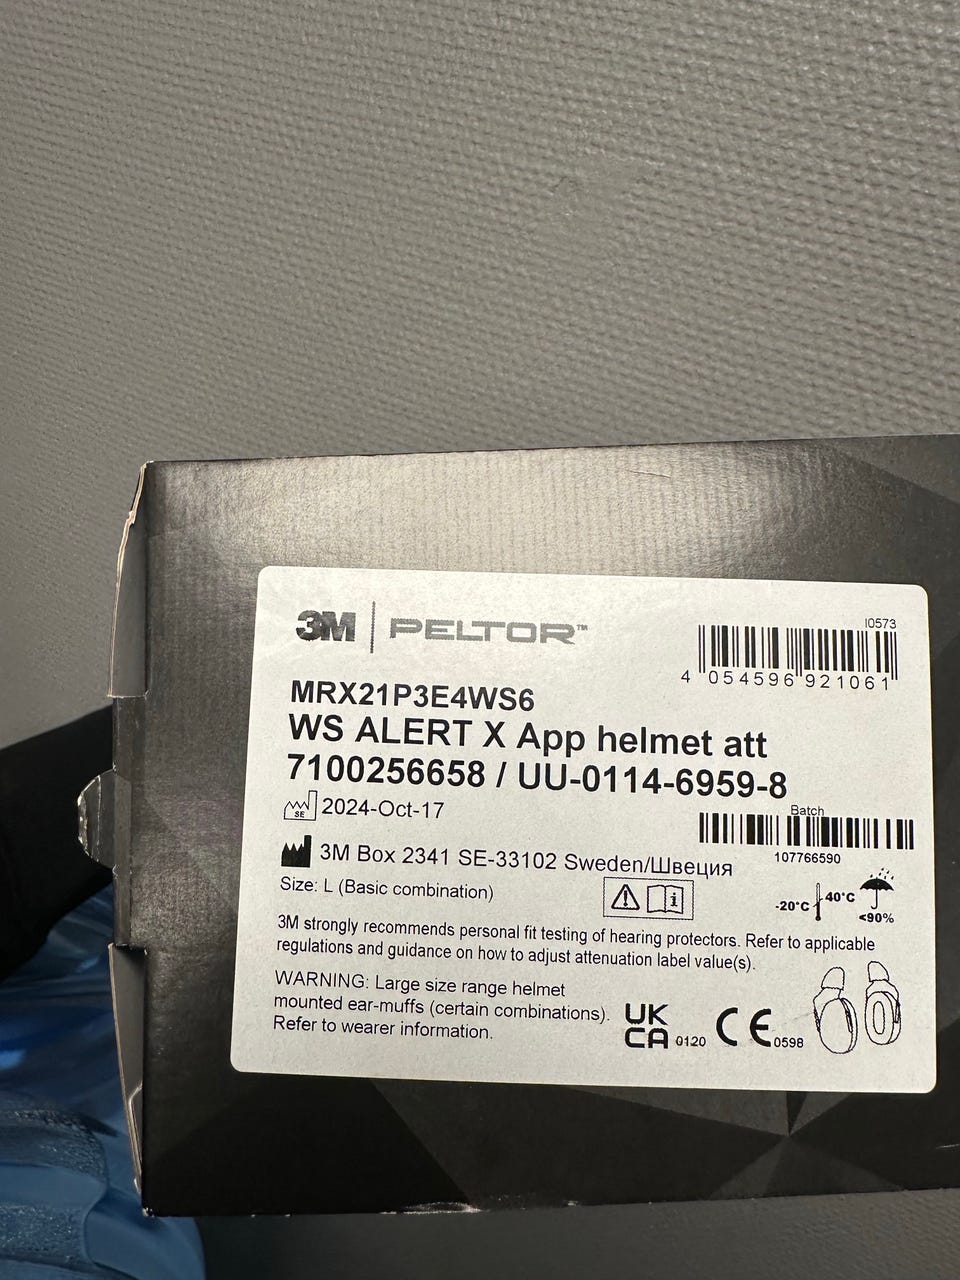 3M | PELTOR™
I0573
4 054596 921061
MRX21P3E4WS6
WS ALERT X App helmet att
7100256658 / UU-0114-6959-8
SE 2024-Oct-17
Batch
107766590
3M Box 2341 SE-33102 Sweden/Швеция
Size: L (Basic combination)
-20°C
40°C
<90%
3M strongly recommends personal fit testing of hearing protectors. Refer to applicable
regulations and guidance on how to adjust attenuation label value(s).
WARNING: Large size range helmet
mounted ear-muffs (certain combinations).
Refer to wearer information.
UK
CA 0120
CE 0598